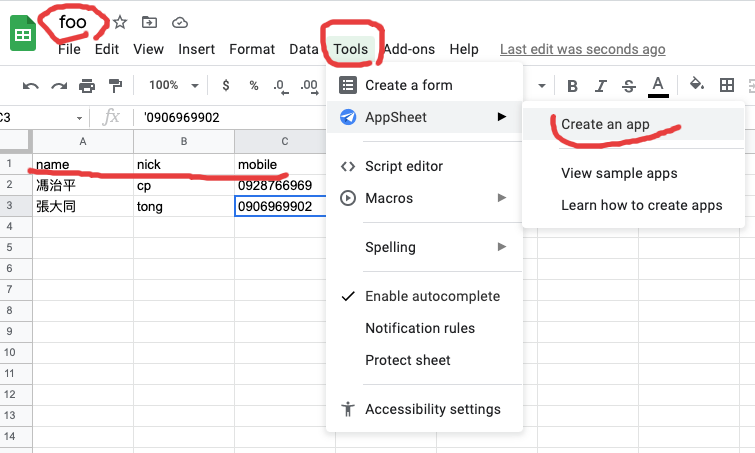 foo
File Edit View Insert Format Data Tools Add-ons Help Last edit was seconds ago
100% $ % .0 .00 B I S A
C3 fx '0906969902
A B C
1 name nick mobile
2 馮治平 cp 0928766969
3 張大同 tong 0906969902
4
5
6
7
8
9
10
11
12
13
14
Create a form
AppSheet
Script editor
Macros
Spelling
Enable autocomplete
Notification rules
Protect sheet
Accessibility settings
Create an app
View sample apps
Learn how to create apps